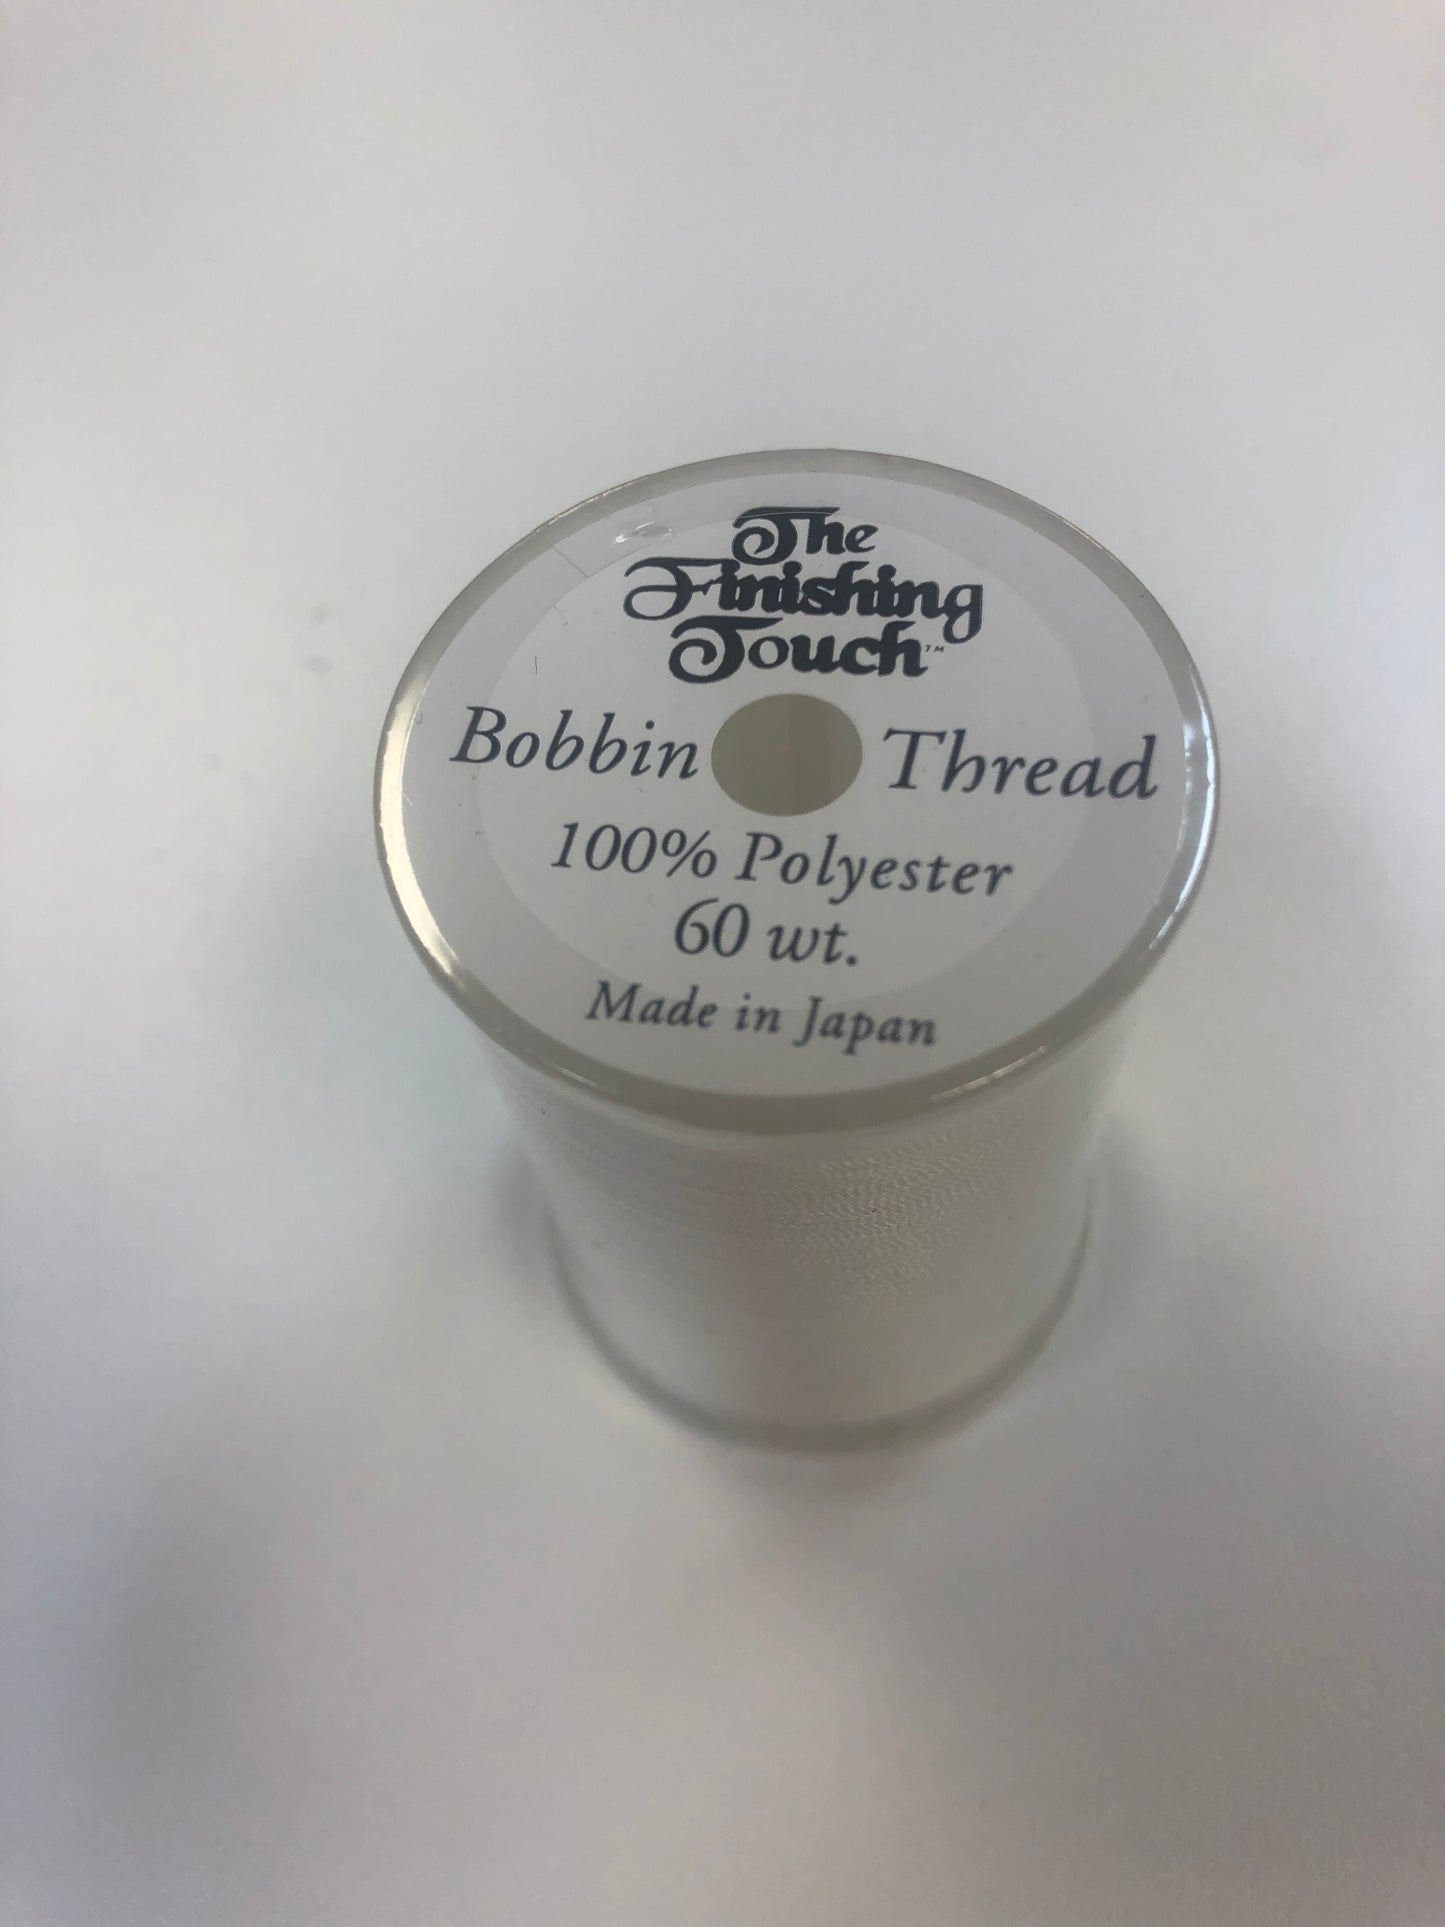 The
Finishing
Touch™
Bobbin Thread
100% Polyester
60 wt.
Made in Japan